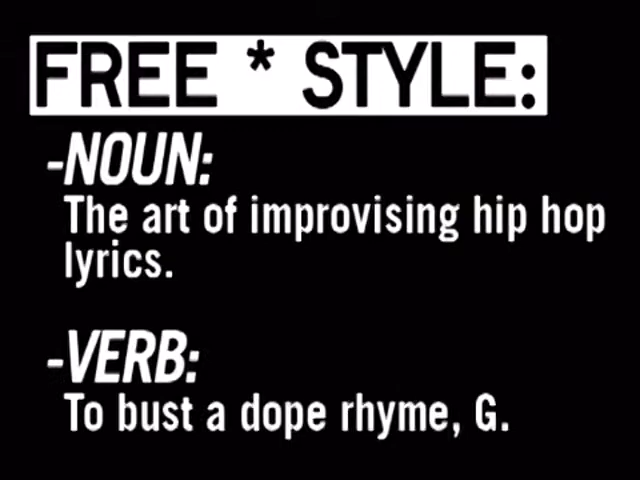 FREE * STYLE:
-NOUN:
The art of improvising hip hop
lyrics.
-VERB:
To bust a dope rhyme, G.